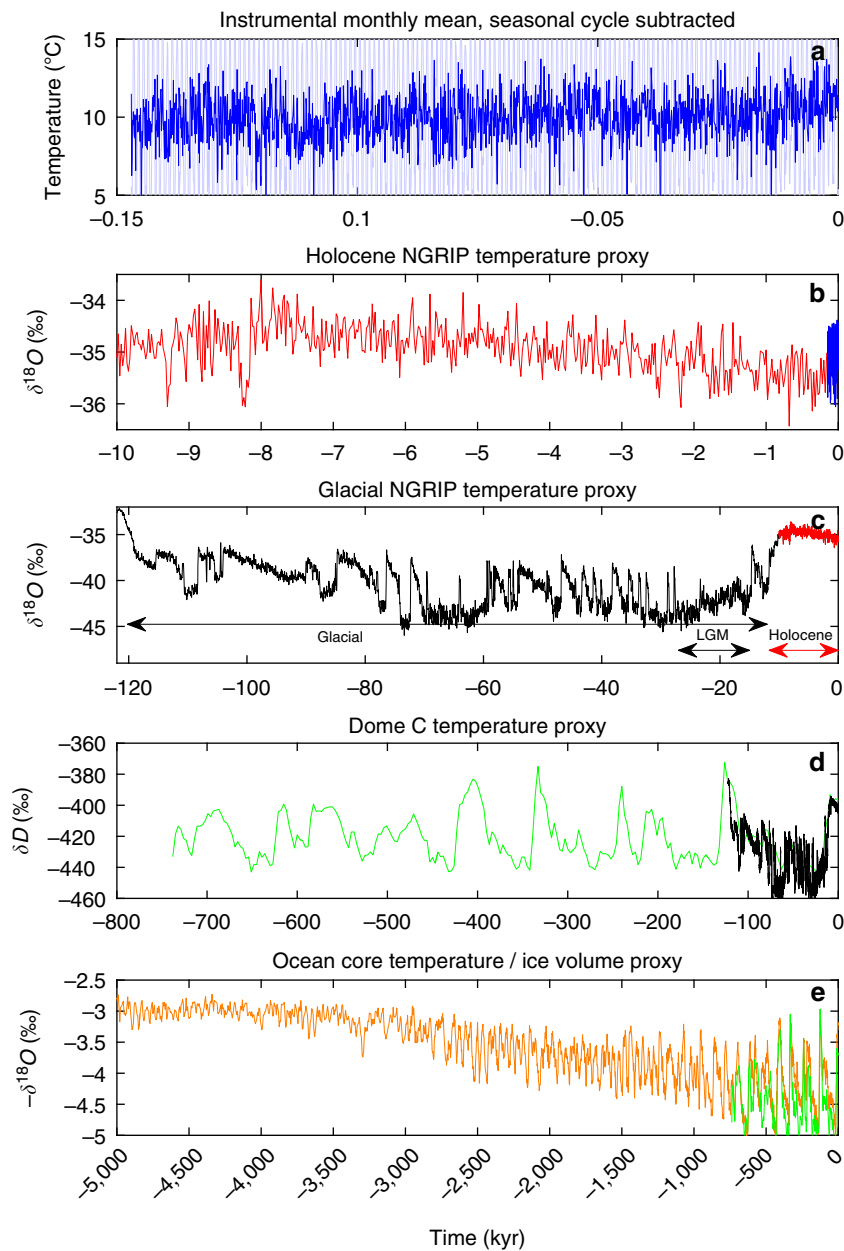 Instrumental monthly mean, seasonal cycle subtracted
a
Temperature (°C)
15
10
5
−0.15 0.1 −0.05 0
Holocene NGRIP temperature proxy
b
δ18O (‰)
−34
−35
−36
−10 −9 −8 −7 −6 −5 −4 −3 −2 −1 0
Glacial NGRIP temperature proxy
c
δ18O (‰)
−35
−40
−45
Glacial LGM Holocene
−120 −100 −80 −60 −40 −20 0
Dome C temperature proxy
d
δD (‰)
−360
−380
−400
−420
−440
−460
−800 −700 −600 −500 −400 −300 −200 −100 0
Ocean core temperature / ice volume proxy
e
−δ18O (‰)
−2.5
−3
−3.5
−4
−4.5
−5
−5,000 −4,500 −4,000 −3,500 −3,000 −2,500 −2,000 −1,500 −1,000 −500 0
Time (kyr)